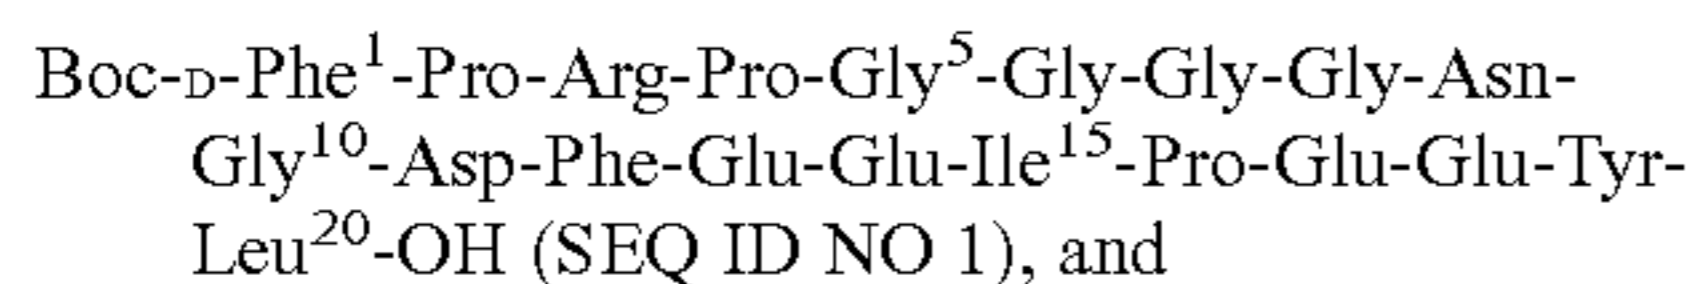 Boc-D-Phe¹-Pro-Arg-Pro-Gly⁵-Gly-Gly-Gly-Asn-
Gly¹⁰-Asp-Phe-Glu-Glu-Ile¹⁵-Pro-Glu-Glu-Tyr-
Leu²⁰-OH (SEQ ID NO 1), and